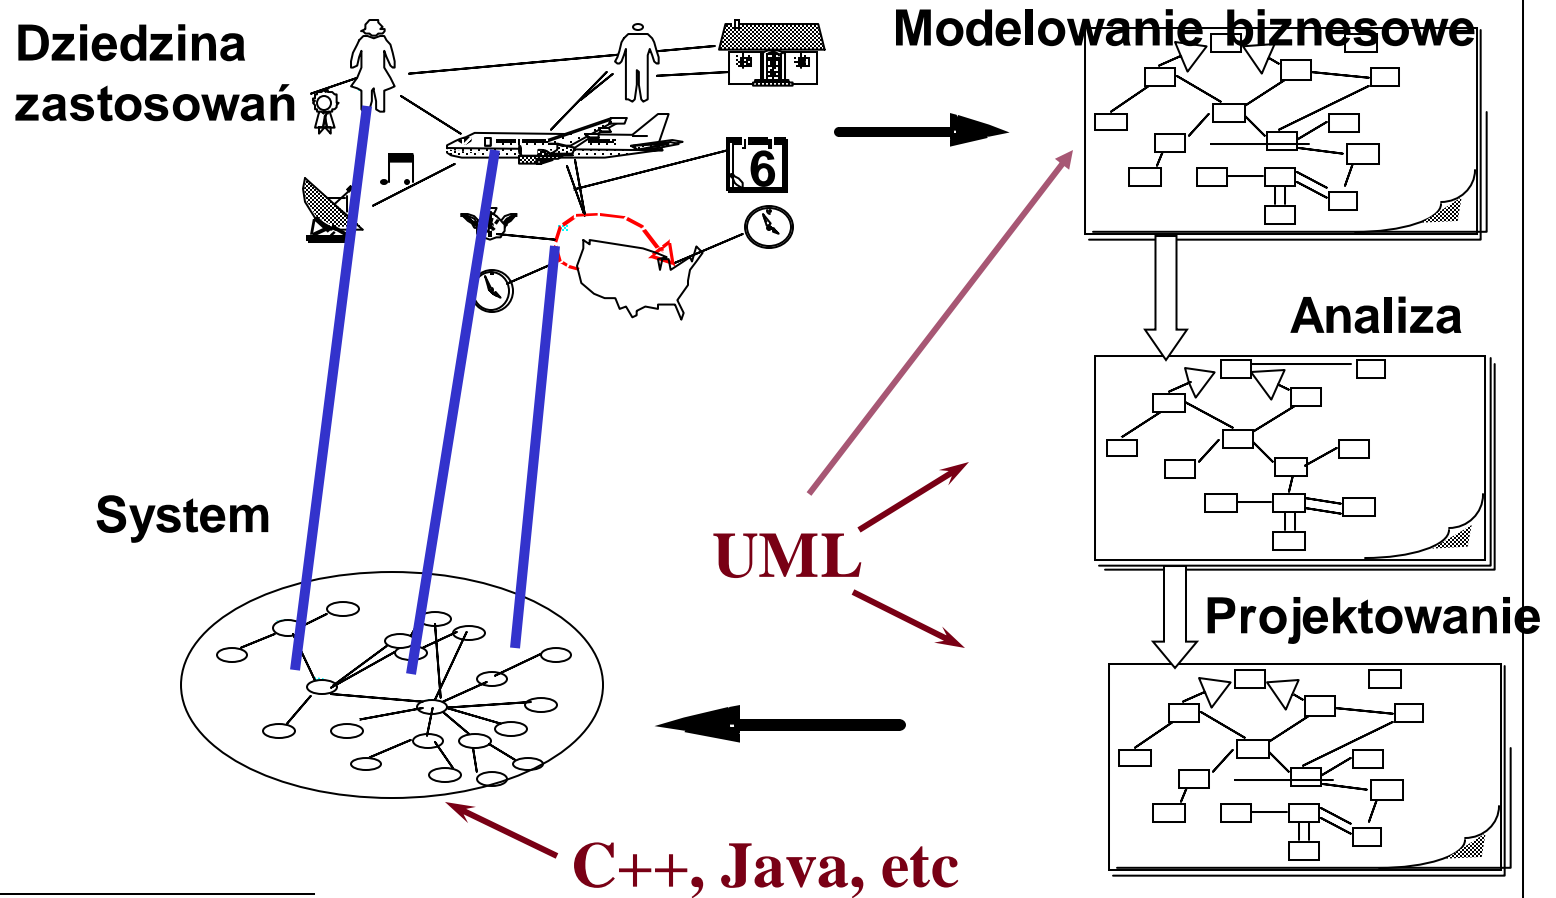 Dziedzina
zastosowań
Modelowanie biznesowe
6
Analiza
System
UML
Projektowanie
C++, Java, etc